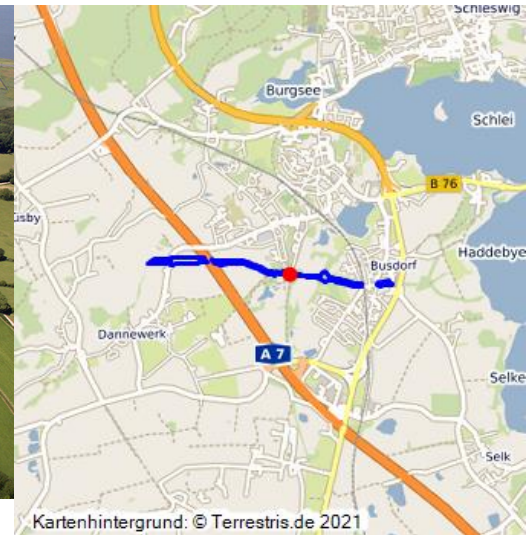 Schleswig
Burgsee
Schlei
B 76
Busdorf
Haddebye
Dannewerk
A 7
Selke
Selk
Kartenhintergrund: © Terrestris.de 2021